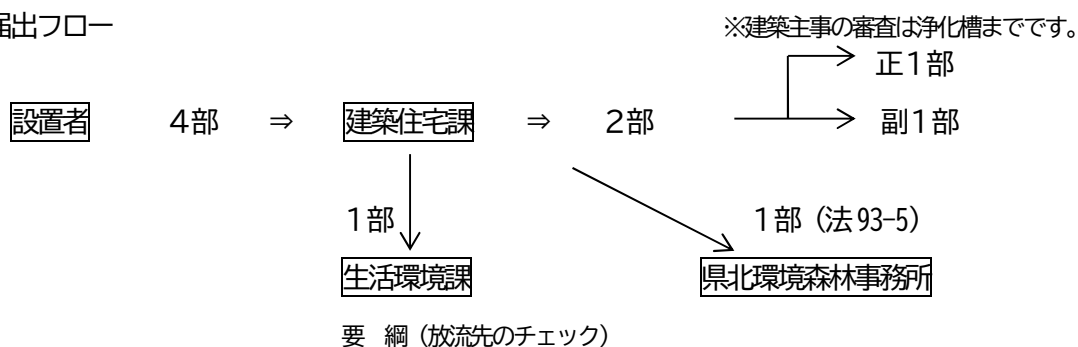 届出フロー
※建築主事の審査は浄化槽までです。
正1部
設置者 4部 ⇒ 建築住宅課 ⇒ 2部 副1部
1部 1部（法93-5）
生活環境課 県北環境森林事務所
要 綱（放流先のチェック）